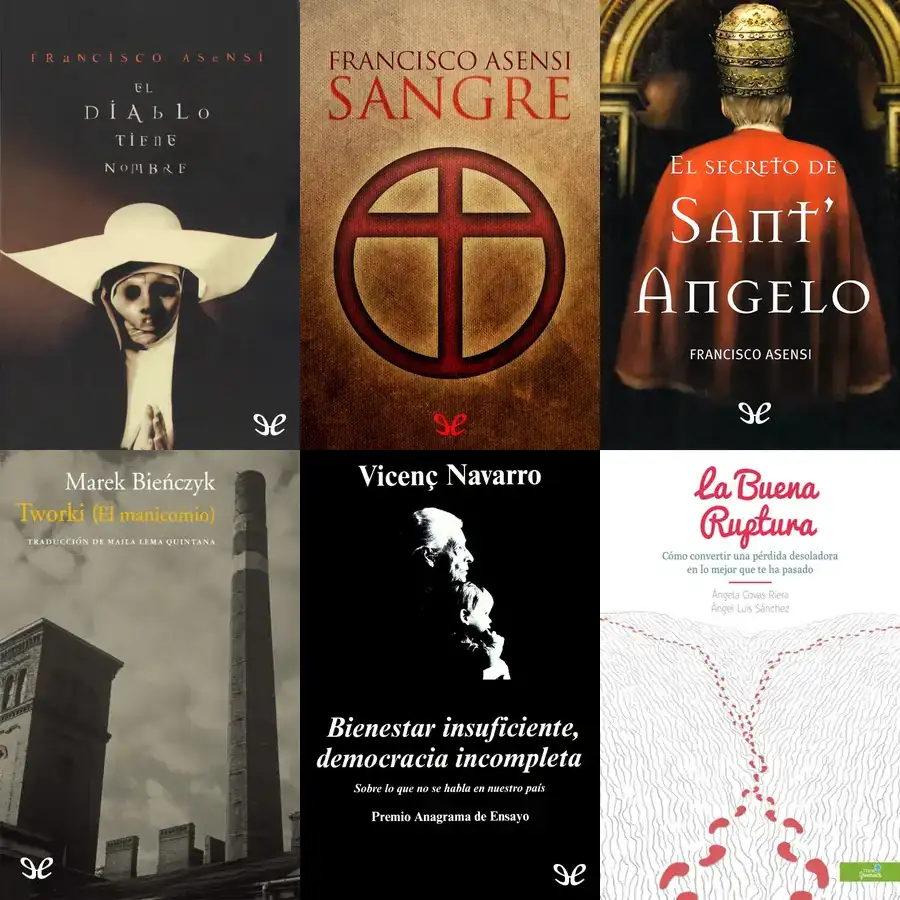 FRANCISCO ASENSI
EL
DIABLO
TIENE
NOMBRE
FRANCISCO ASENSI
SANGRE
EL SECRETO DE
SANT'
ANGELO
FRANCISCO ASENSI
Marek Bieńczyk
Tworki (El manicomio)
TRADUCCIÓN DE MAILA LEMA QUINTANA
Vicenç Navarro
Bienestar insuficiente,
democracia incompleta
Sobre lo que no se habla en nuestro país
Premio Anagrama de Ensayo
La Buena
Ruptura
Cómo convertir una pérdida desoladora
en lo mejor que te ha pasado
Ángela Covas Riera
Ángel Luis Sánchez